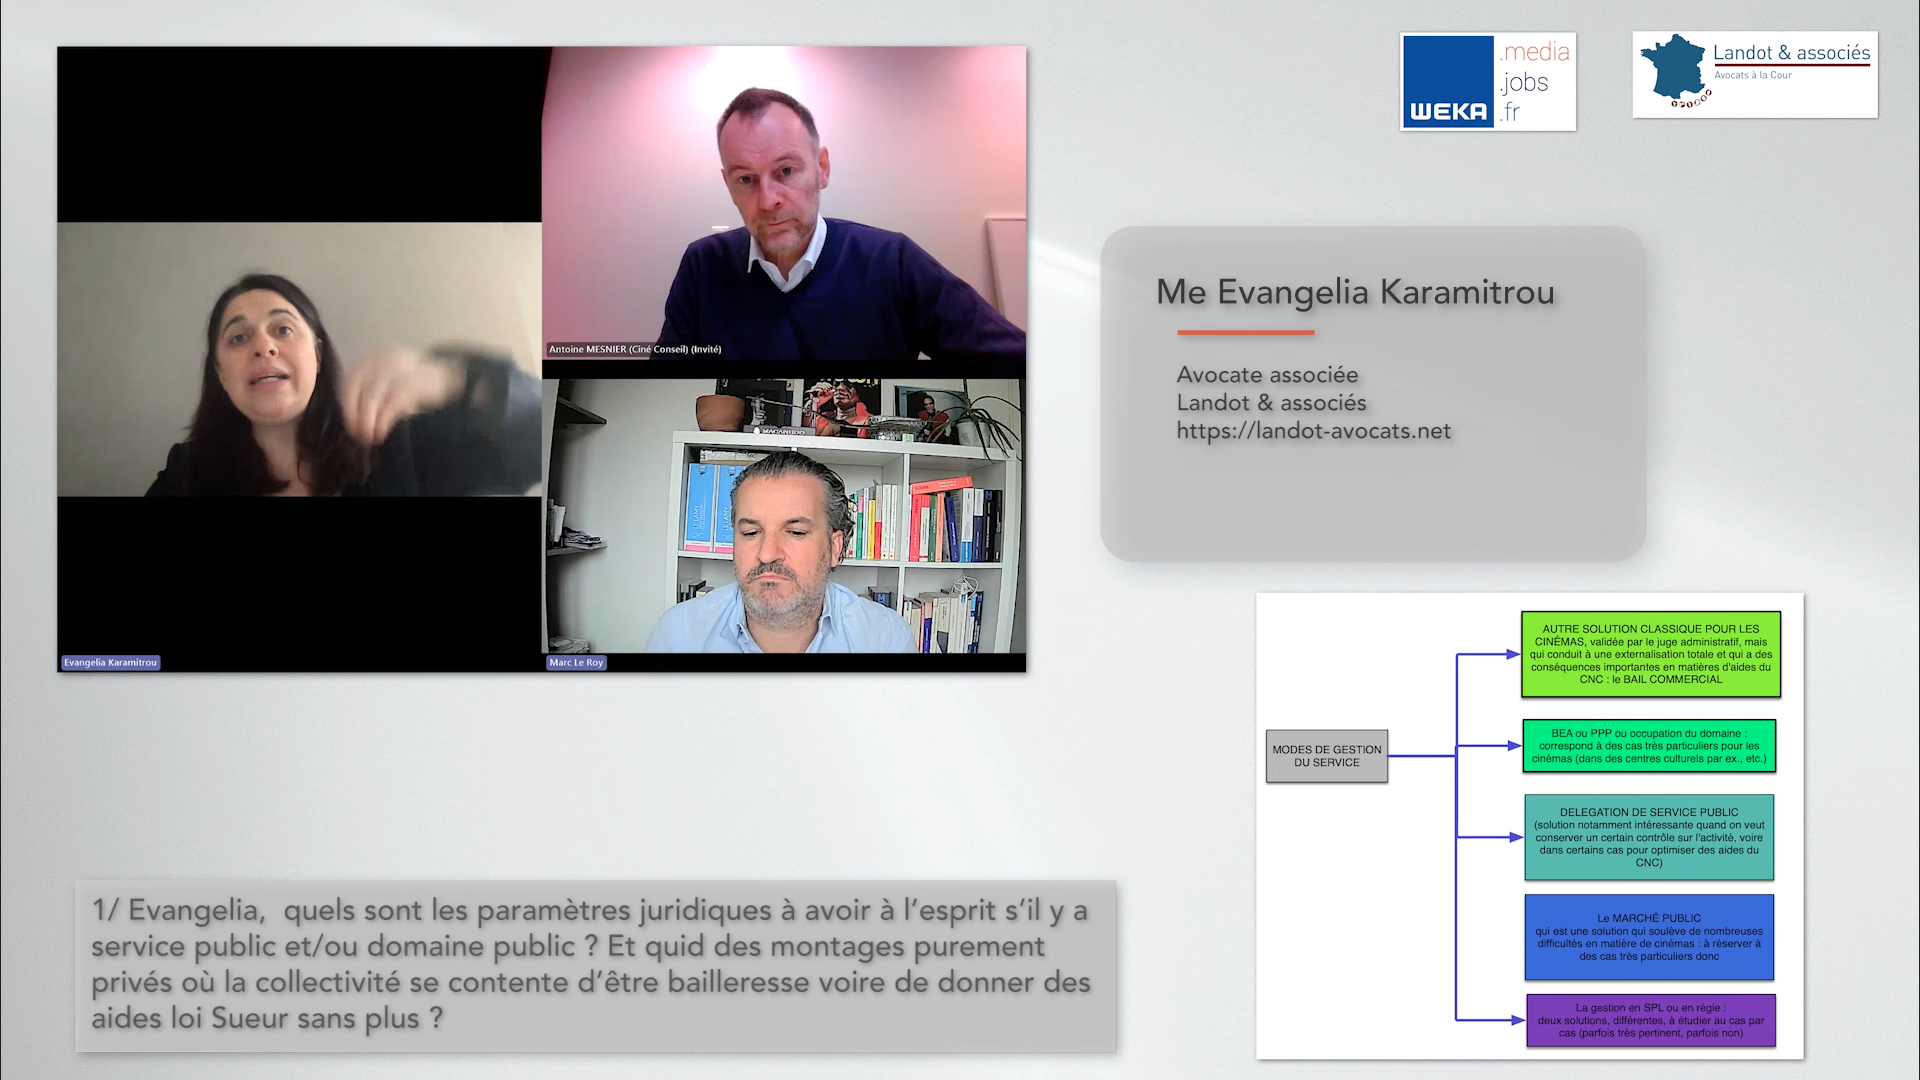 WEKA
.media
.jobs
.fr
Landot & associés
Avocats à la Cour
Antoine MESNIER (Ciné Conseil) (Invité)
Evangelia Karamitrou
Marc Le Roy
Me Evangelia Karamitrou
Avocate associée
Landot & associés
https://landot-avocats.net
1/ Evangelia, quels sont les paramètres juridiques à avoir à l’esprit s’il y a
service public et/ou domaine public ? Et quid des montages purement
privés où la collectivité se contente d’être bailleresse voire de donner des
aides loi Sueur sans plus ?
MODES DE GESTION
DU SERVICE
AUTRE SOLUTION CLASSIQUE POUR LES
CINÉMAS, validée par le juge administratif, mais
qui conduit à une externalisation totale et qui a des
conséquences importantes en matières d'aides du
CNC : le BAIL COMMERCIAL
BEA ou PPP ou occupation du domaine :
correspond à des cas très particuliers pour les
cinémas (dans des centres culturels par ex., etc.)
DELEGATION DE SERVICE PUBLIC
(solution notamment intéressante quand on veut
conserver un certain contrôle sur l'activité, voire
dans certains cas pour optimiser des aides du
CNC)
Le MARCHÉ PUBLIC
qui est une solution qui soulève de nombreuses
difficultés en matière de cinémas : à réserver à
des cas très particuliers donc
La gestion en SPL ou en régie :
deux solutions, différentes, à étudier au cas par
cas (parfois très pertinent, parfois non)